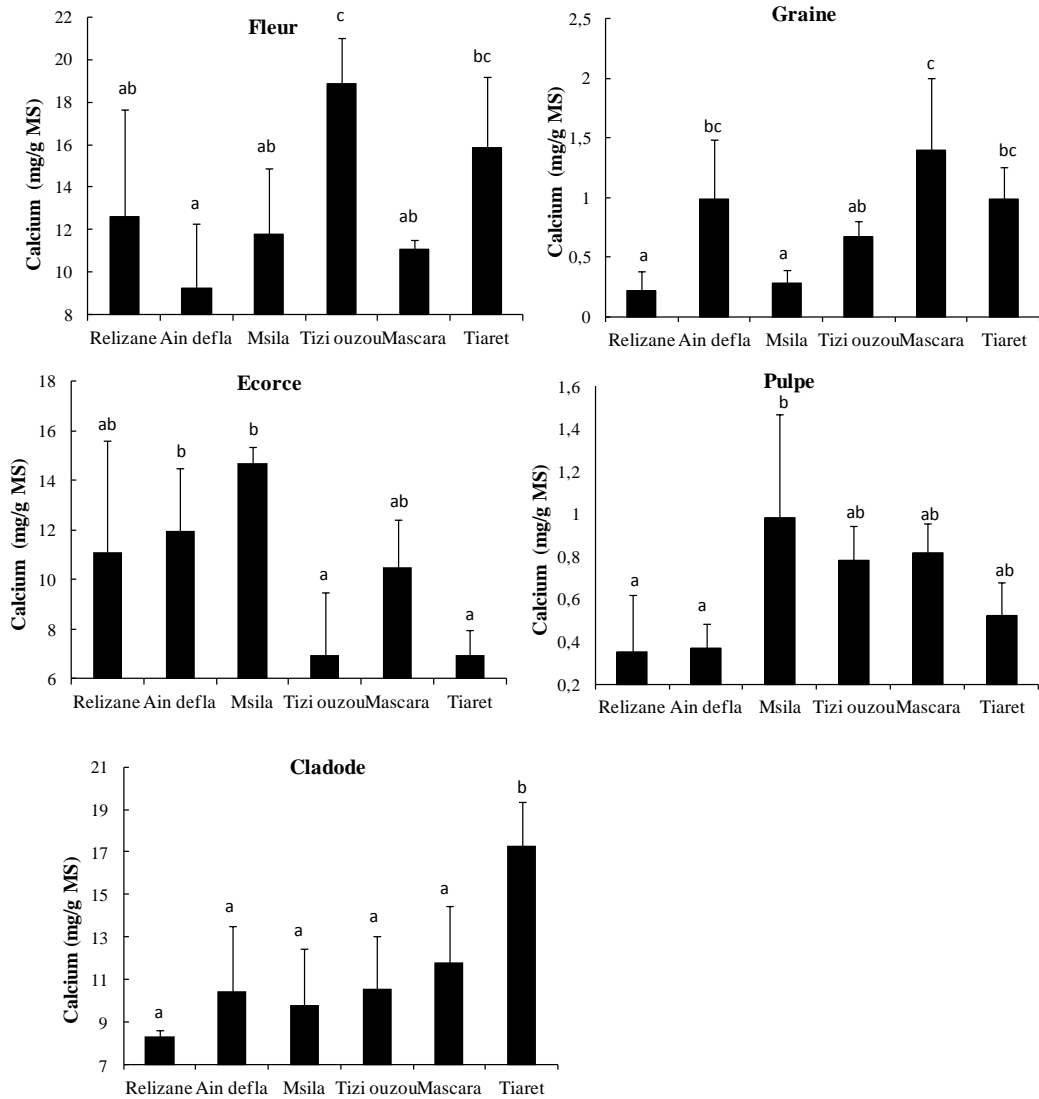 Fleur
Calcium (mg/g MS)
22
20
18
16
14
12
10
8
ab
a
ab
c
ab
bc
Relizane Ain defla Msila Tizi ouzou Mascara Tiaret
Graine
Calcium (mg/g MS)
2,5
2
1,5
1
0,5
0
a
bc
a
ab
c
bc
Relizane Ain defla Msila Tizi ouzou Mascara Tiaret
Ecorce
Calcium (mg/g MS)
18
16
14
12
10
8
6
ab
b
b
a
ab
a
Relizane Ain defla Msila Tizi ouzou Mascara Tiaret
Pulpe
Calcium (mg/g MS)
1,6
1,4
1,2
1
0,8
0,6
0,4
0,2
a
a
b
ab
ab
ab
Relizane Ain defla Msila Tizi ouzou Mascara Tiaret
Cladode
Calcium (mg/g MS)
21
19
17
15
13
11
9
7
a
a
a
a
a
b
Relizane Ain defla Msila Tizi ouzou Mascara Tiaret